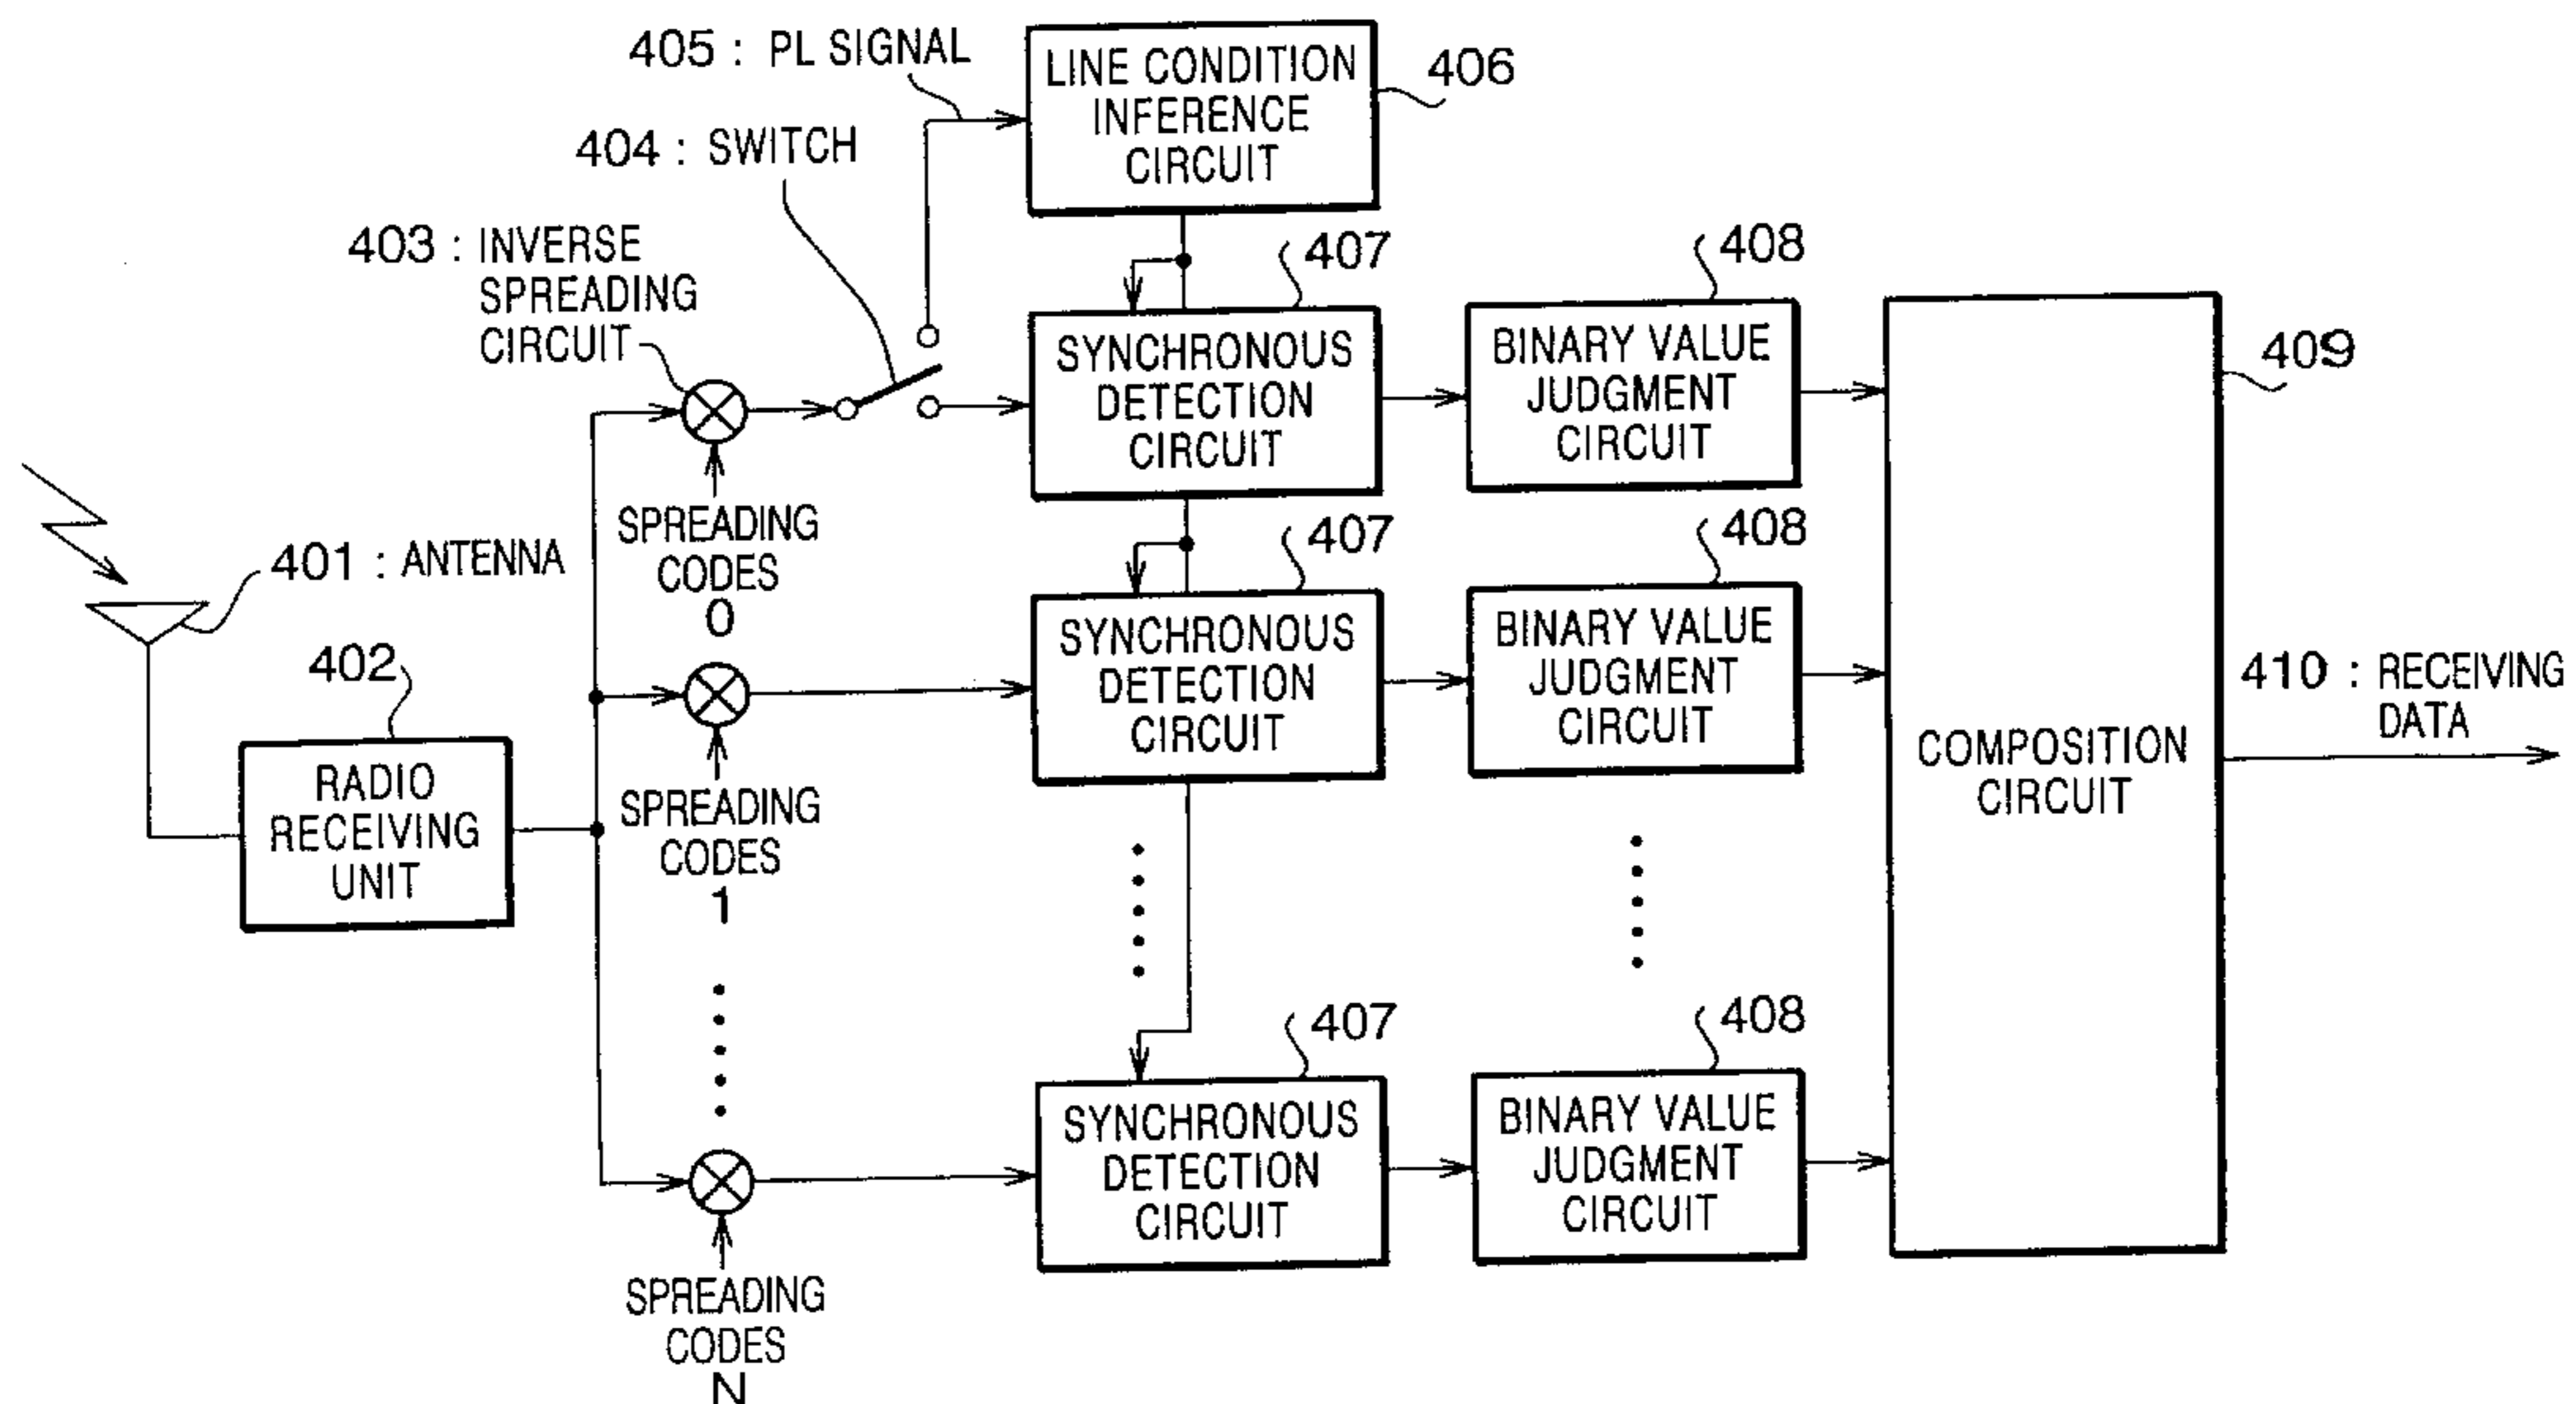 405 : PL SIGNAL
LINE CONDITION
INFERENCE
CIRCUIT
406
404 : SWITCH
403 : INVERSE
SPREADING
CIRCUIT
407
408
SYNCHRONOUS
DETECTION
CIRCUIT
BINARY VALUE
JUDGMENT
CIRCUIT
409
SPREADING
CODES
0
401 : ANTENNA
407
408
SYNCHRONOUS
DETECTION
CIRCUIT
BINARY VALUE
JUDGMENT
CIRCUIT
402
RADIO
RECEIVING
UNIT
SPREADING
CODES
1
COMPOSITION
CIRCUIT
410 : RECEIVING
DATA
407
408
SYNCHRONOUS
DETECTION
CIRCUIT
BINARY VALUE
JUDGMENT
CIRCUIT
SPREADING
CODES
N